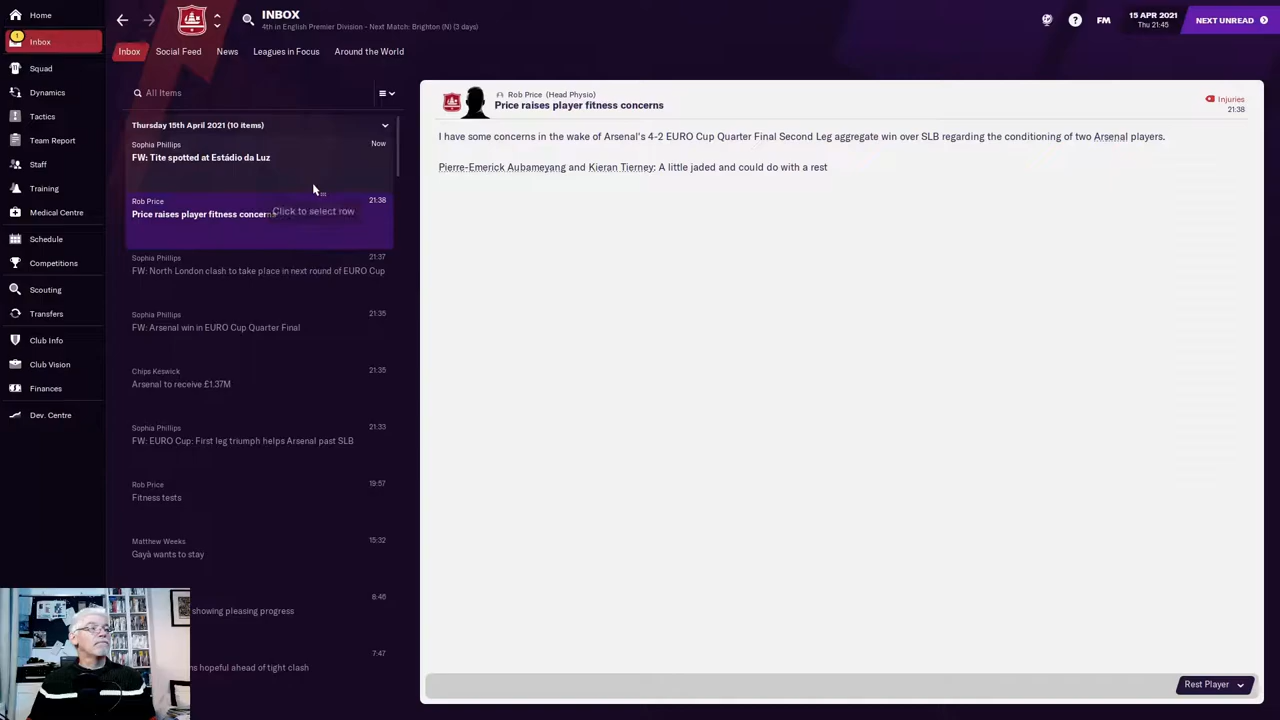 Home
Inbox
1
Squad
Dynamics
Tactics
Team Report
Staff
Training
Medical Centre
Schedule
Competitions
Scouting
Transfers
Club Info
Club Vision
Finances
Dev. Centre
INBOX
4th in English Premier Division - Next Match: Brighton (N) (3 days)
?
FM
15 APR 2021
Thu 21:45
NEXT UNREAD
Inbox
Social Feed
News
Leagues in Focus
Around the World
All Items
Thursday 15th April 2021 (10 items)
Sophia Phillips
Now
FW: Tite spotted at Estádio da Luz
Rob Price
21:38
Price raises player fitness concerns
Click to select row
Sophia Phillips
21:37
FW: North London clash to take place in next round of EURO Cup
Sophia Phillips
21:35
FW: Arsenal win in EURO Cup Quarter Final
Chips Keswick
21:35
Arsenal to receive £1.37M
Sophia Phillips
21:33
FW: EURO Cup: First leg triumph helps Arsenal past SLB
Rob Price
19:57
Fitness tests
Matthew Weeks
15:32
Gayà wants to stay
8:46
showing pleasing progress
7:47
ns hopeful ahead of tight clash
Rob Price (Head Physio)
Price raises player fitness concerns
Injuries
21:38
I have some concerns in the wake of Arsenal's 4-2 EURO Cup Quarter Final Second Leg aggregate win over SLB regarding the conditioning of two Arsenal players.
Pierre-Emerick Aubameyang and Kieran Tierney: A little jaded and could do with a rest
Rest Player